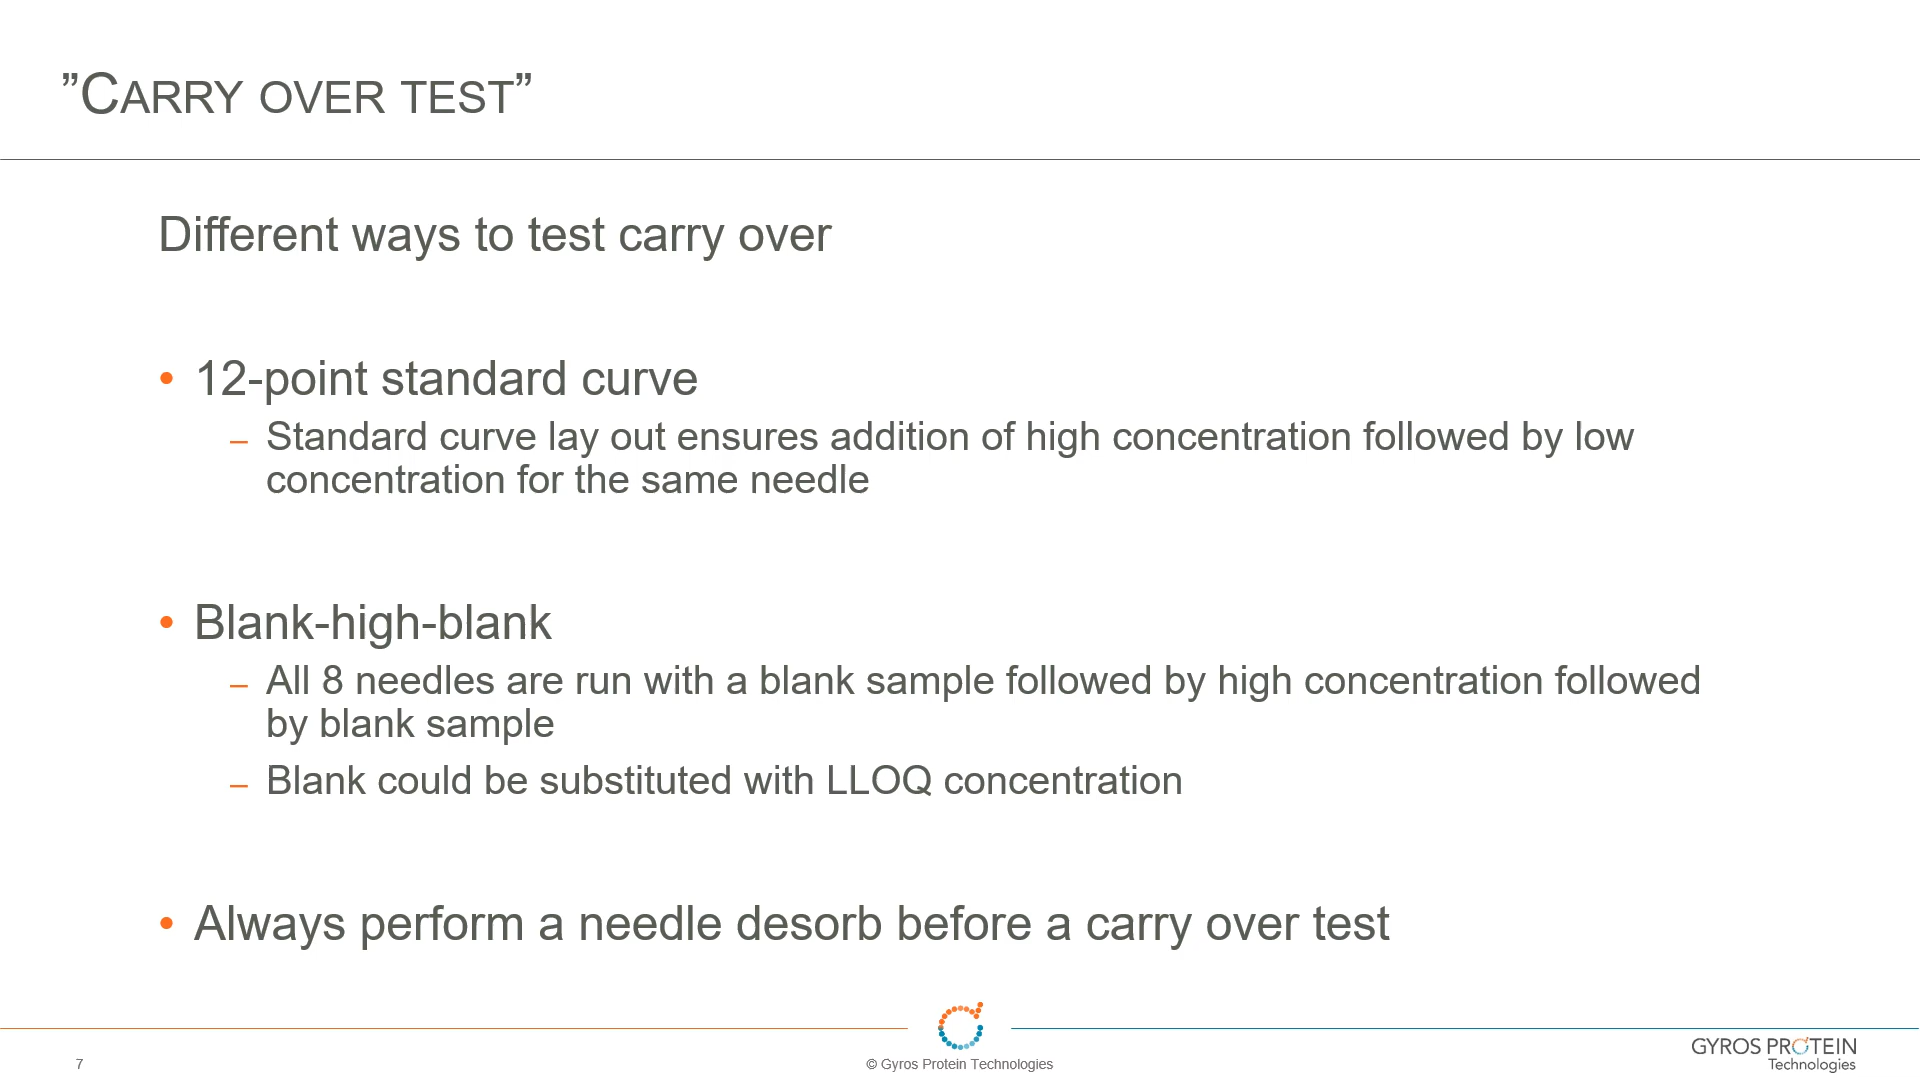 ”CARRY OVER TEST”
Different ways to test carry over
• 12-point standard curve
– Standard curve lay out ensures addition of high concentration followed by low
concentration for the same needle
• Blank-high-blank
– All 8 needles are run with a blank sample followed by high concentration followed
by blank sample
– Blank could be substituted with LLOQ concentration
• Always perform a needle desorb before a carry over test
7
© Gyros Protein Technologies
GYROS PROTEIN
Technologies